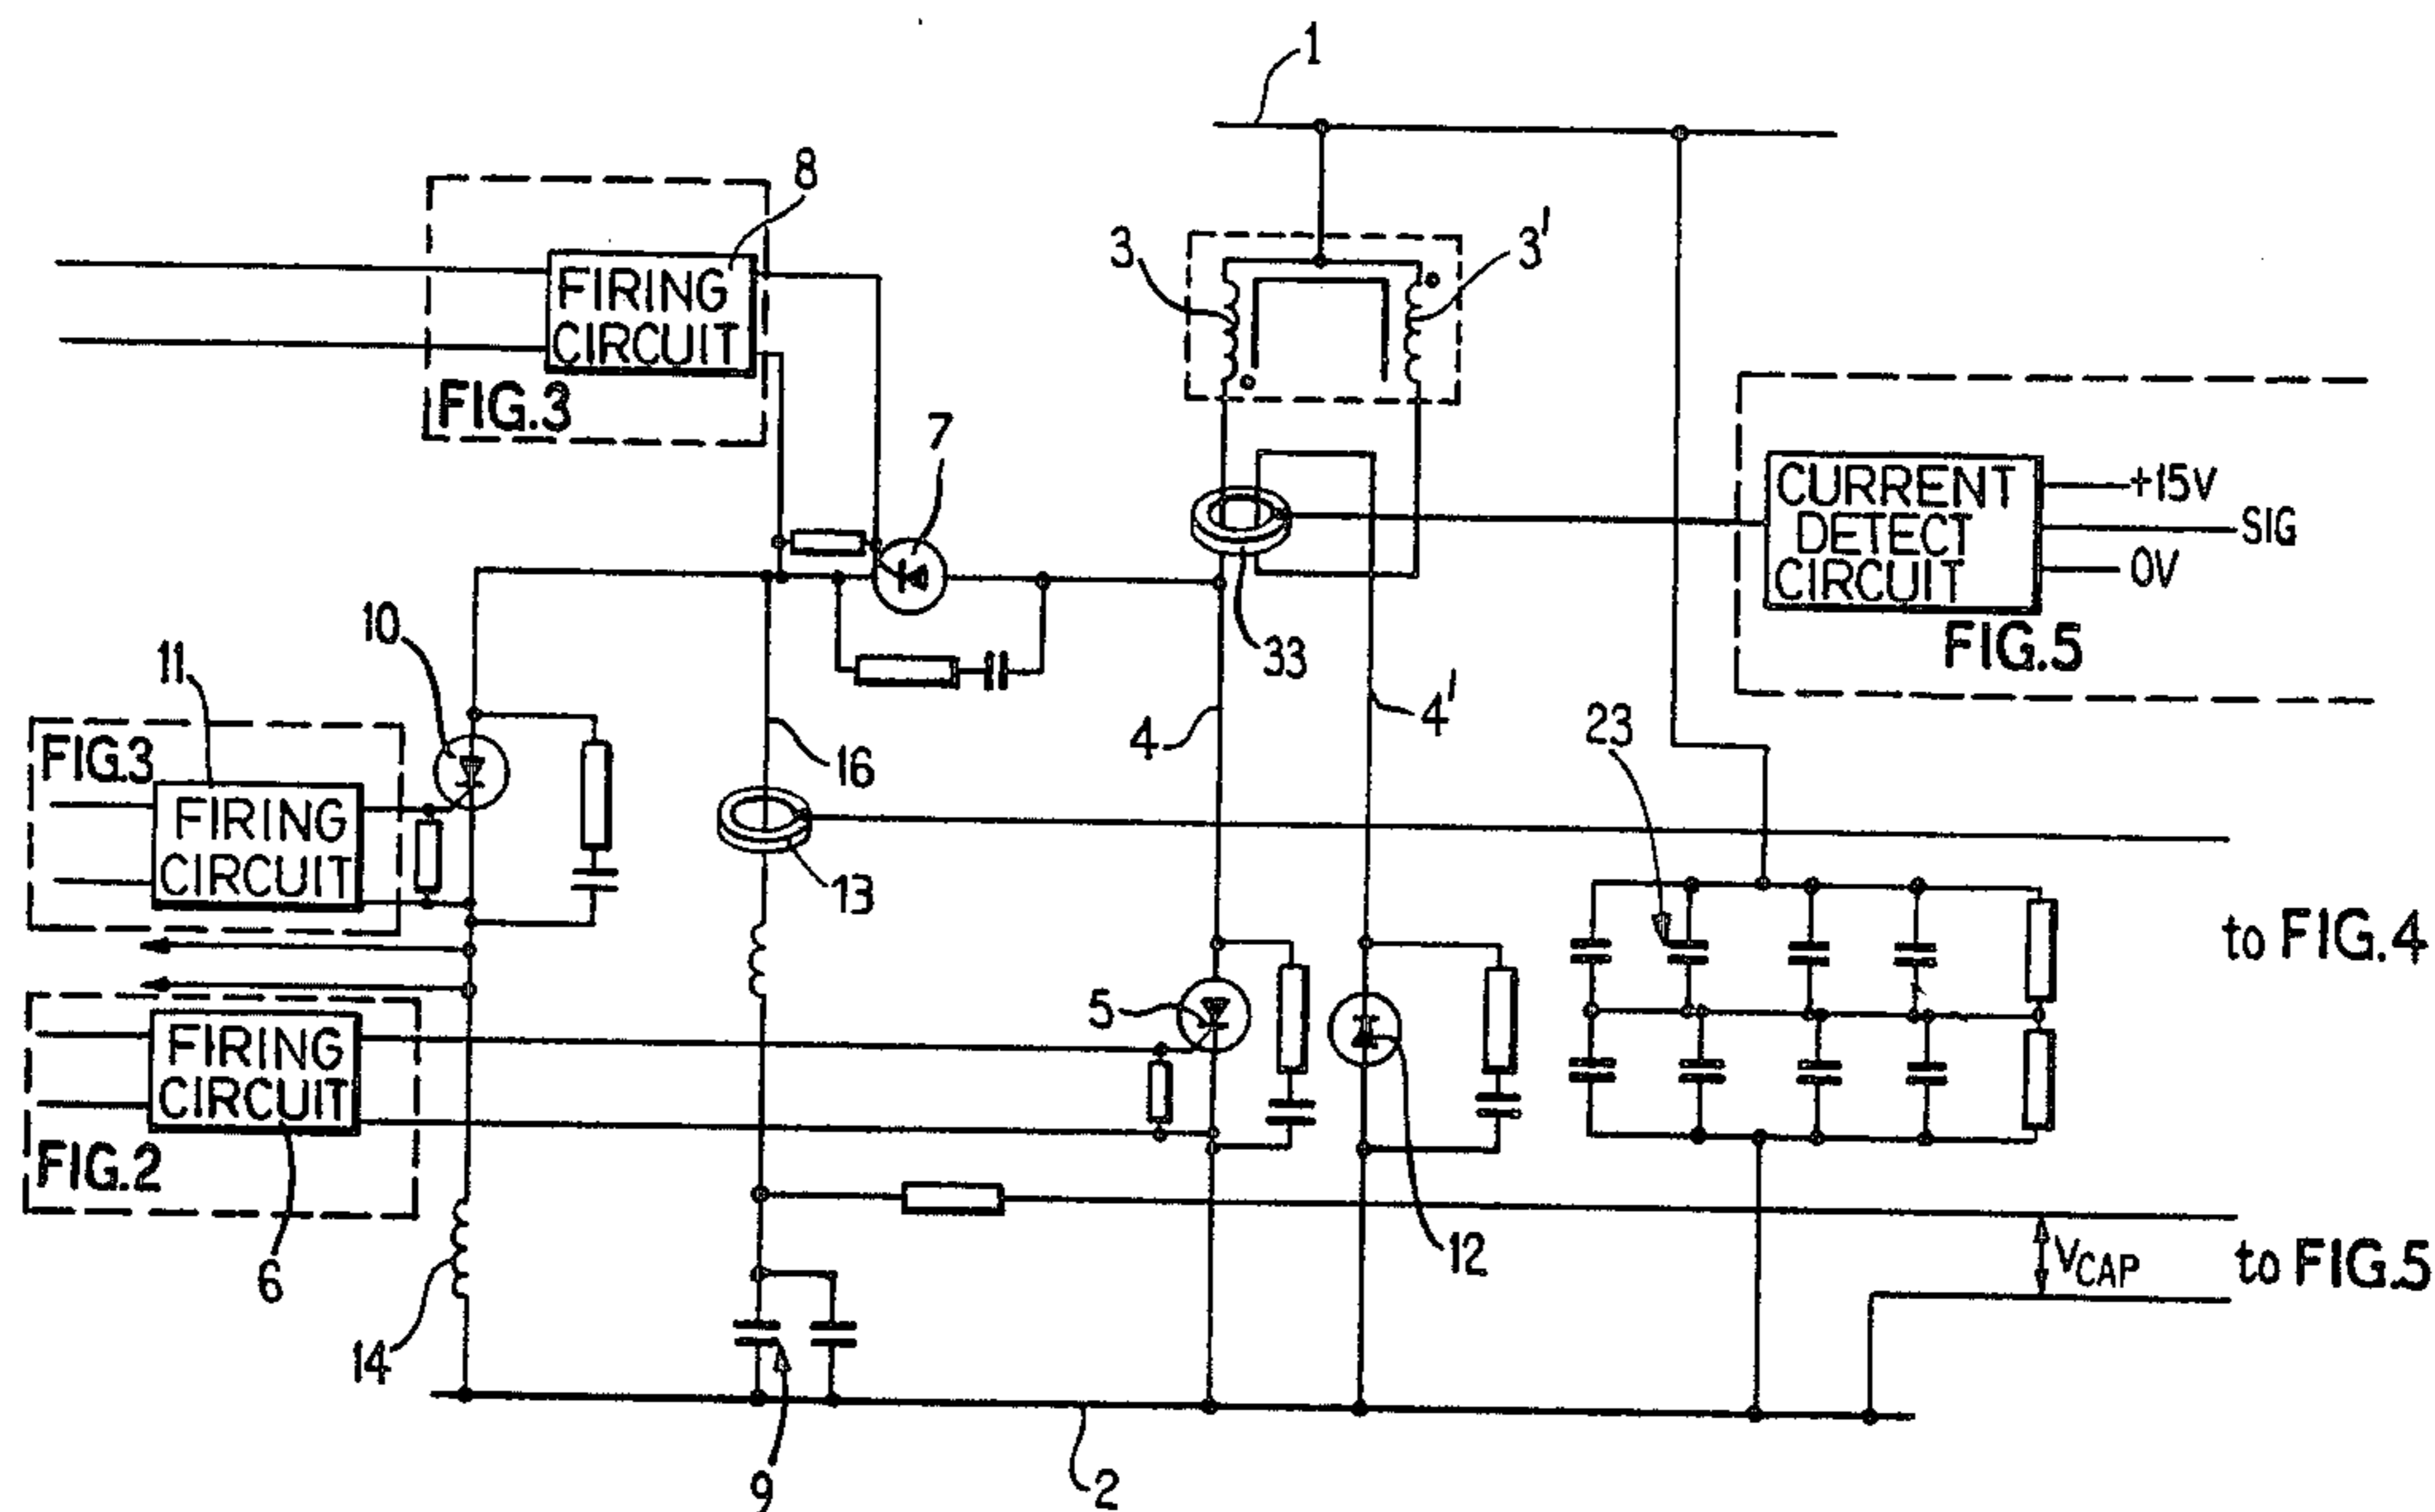 1
8
FIRING
CIRCUIT
FIG.3
3
3'
7
CURRENT
DETECT
CIRCUIT
+15V
SIG
0V
FIG.5
33
10
11
FIG.3
FIRING
CIRCUIT
16
13
4
4'
23
to FIG.4
5
12
FIRING
CIRCUIT
FIG.2
6
14
9
2
VCAP
to FIG.5